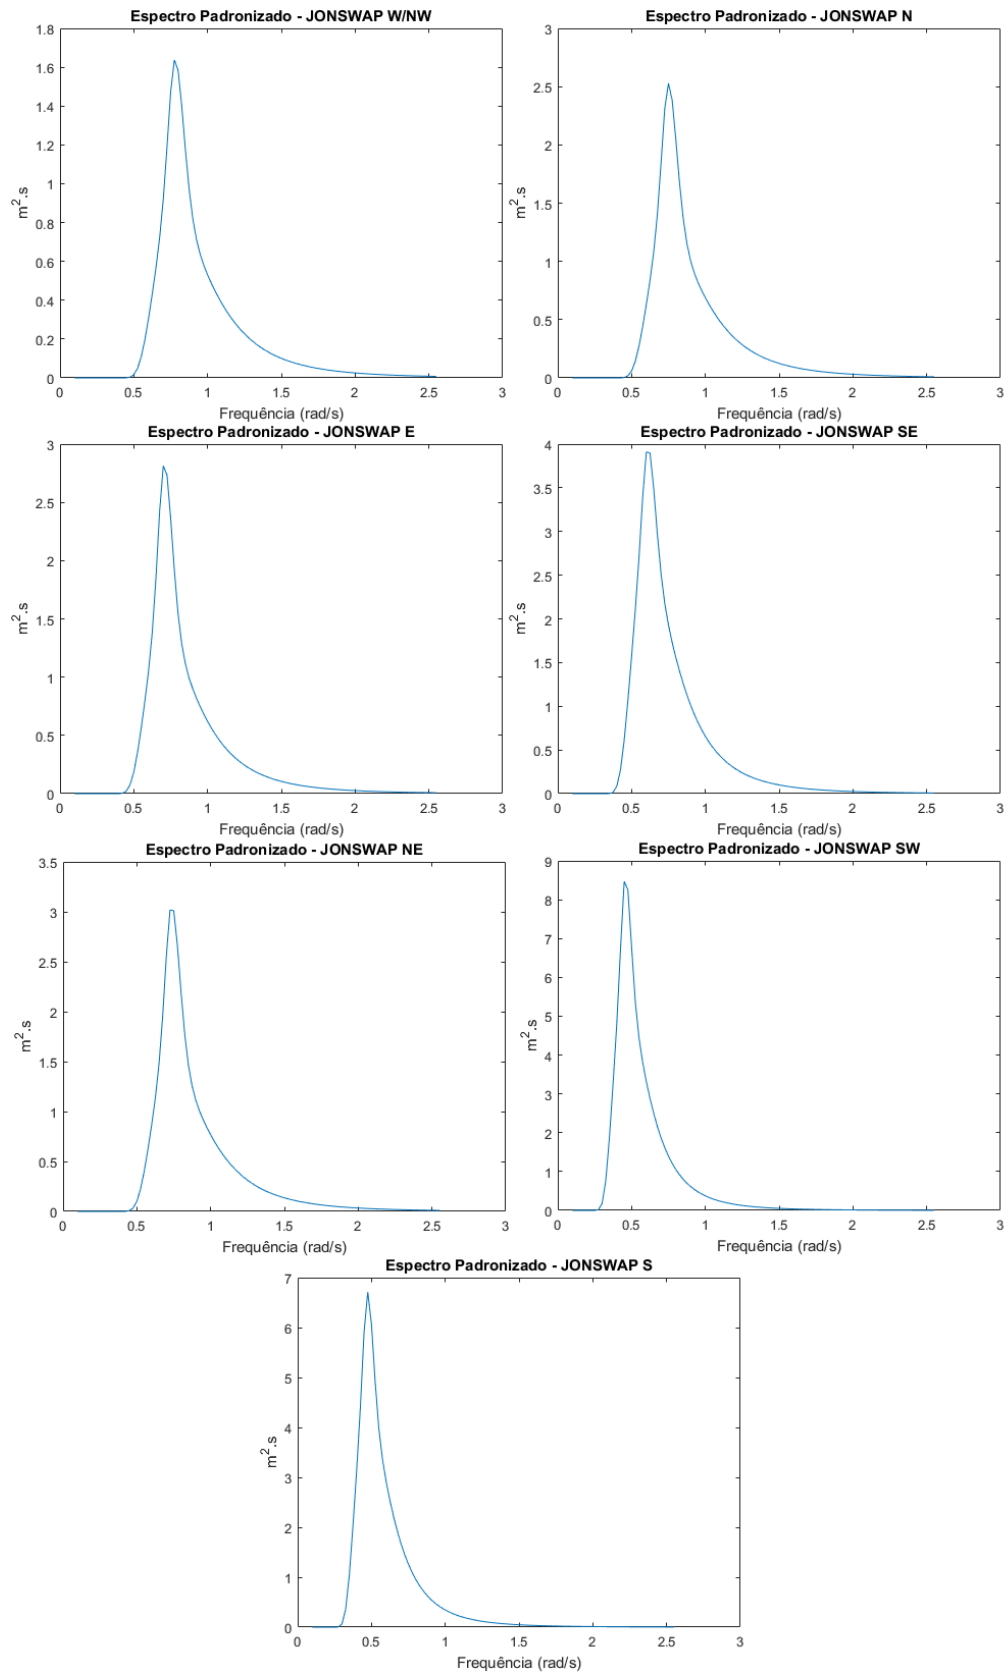 Espectro Padronizado - JONSWAP W/NW
1.8
1.6
1.4
1.2
1
0.8
0.6
0.4
0.2
0
m².s
0 0.5 1 1.5 2 2.5 3
Frequência (rad/s)
Espectro Padronizado - JONSWAP N
3
2.5
2
1.5
1
0.5
0
m².s
0 0.5 1 1.5 2 2.5 3
Frequência (rad/s)
Espectro Padronizado - JONSWAP E
3
2.5
2
1.5
1
0.5
0
m².s
0 0.5 1 1.5 2 2.5 3
Frequência (rad/s)
Espectro Padronizado - JONSWAP SE
4
3.5
3
2.5
2
1.5
1
0.5
0
m².s
0 0.5 1 1.5 2 2.5 3
Frequência (rad/s)
Espectro Padronizado - JONSWAP NE
3.5
3
2.5
2
1.5
1
0.5
0
m².s
0 0.5 1 1.5 2 2.5 3
Frequência (rad/s)
Espectro Padronizado - JONSWAP SW
9
8
7
6
5
4
3
2
1
0
m².s
0 0.5 1 1.5 2 2.5 3
Frequência (rad/s)
Espectro Padronizado - JONSWAP S
7
6
5
4
3
2
1
0
m².s
0 0.5 1 1.5 2 2.5 3
Frequência (rad/s)